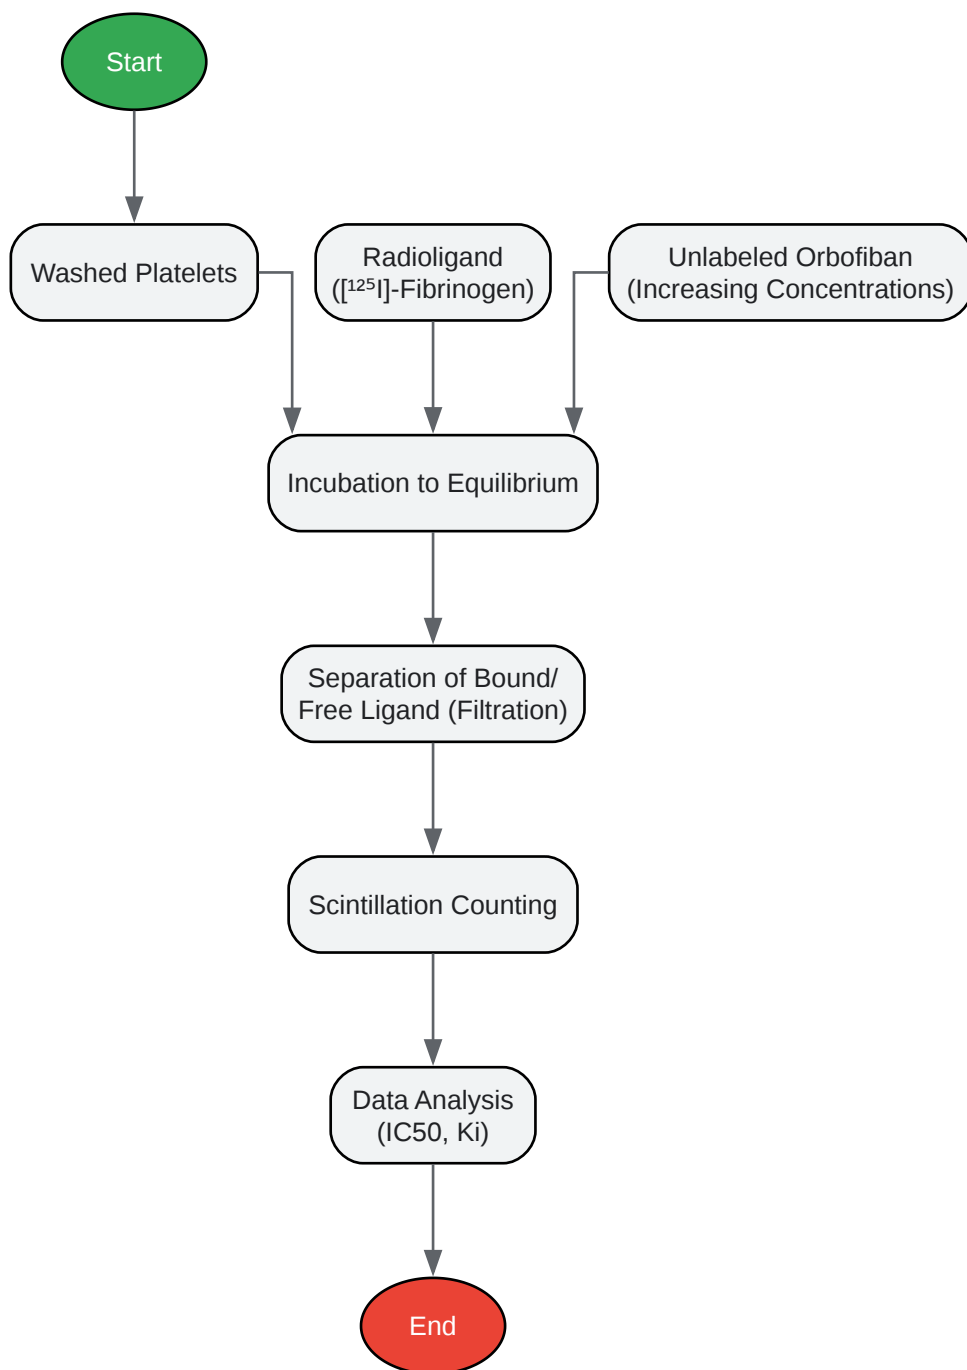 Start
Washed Platelets
Radioligand
([¹²⁵I]-Fibrinogen)
Unlabeled Orbofiban
(Increasing Concentrations)
Incubation to Equilibrium
Separation of Bound/
Free Ligand (Filtration)
Scintillation Counting
Data Analysis
(IC50, Ki)
End